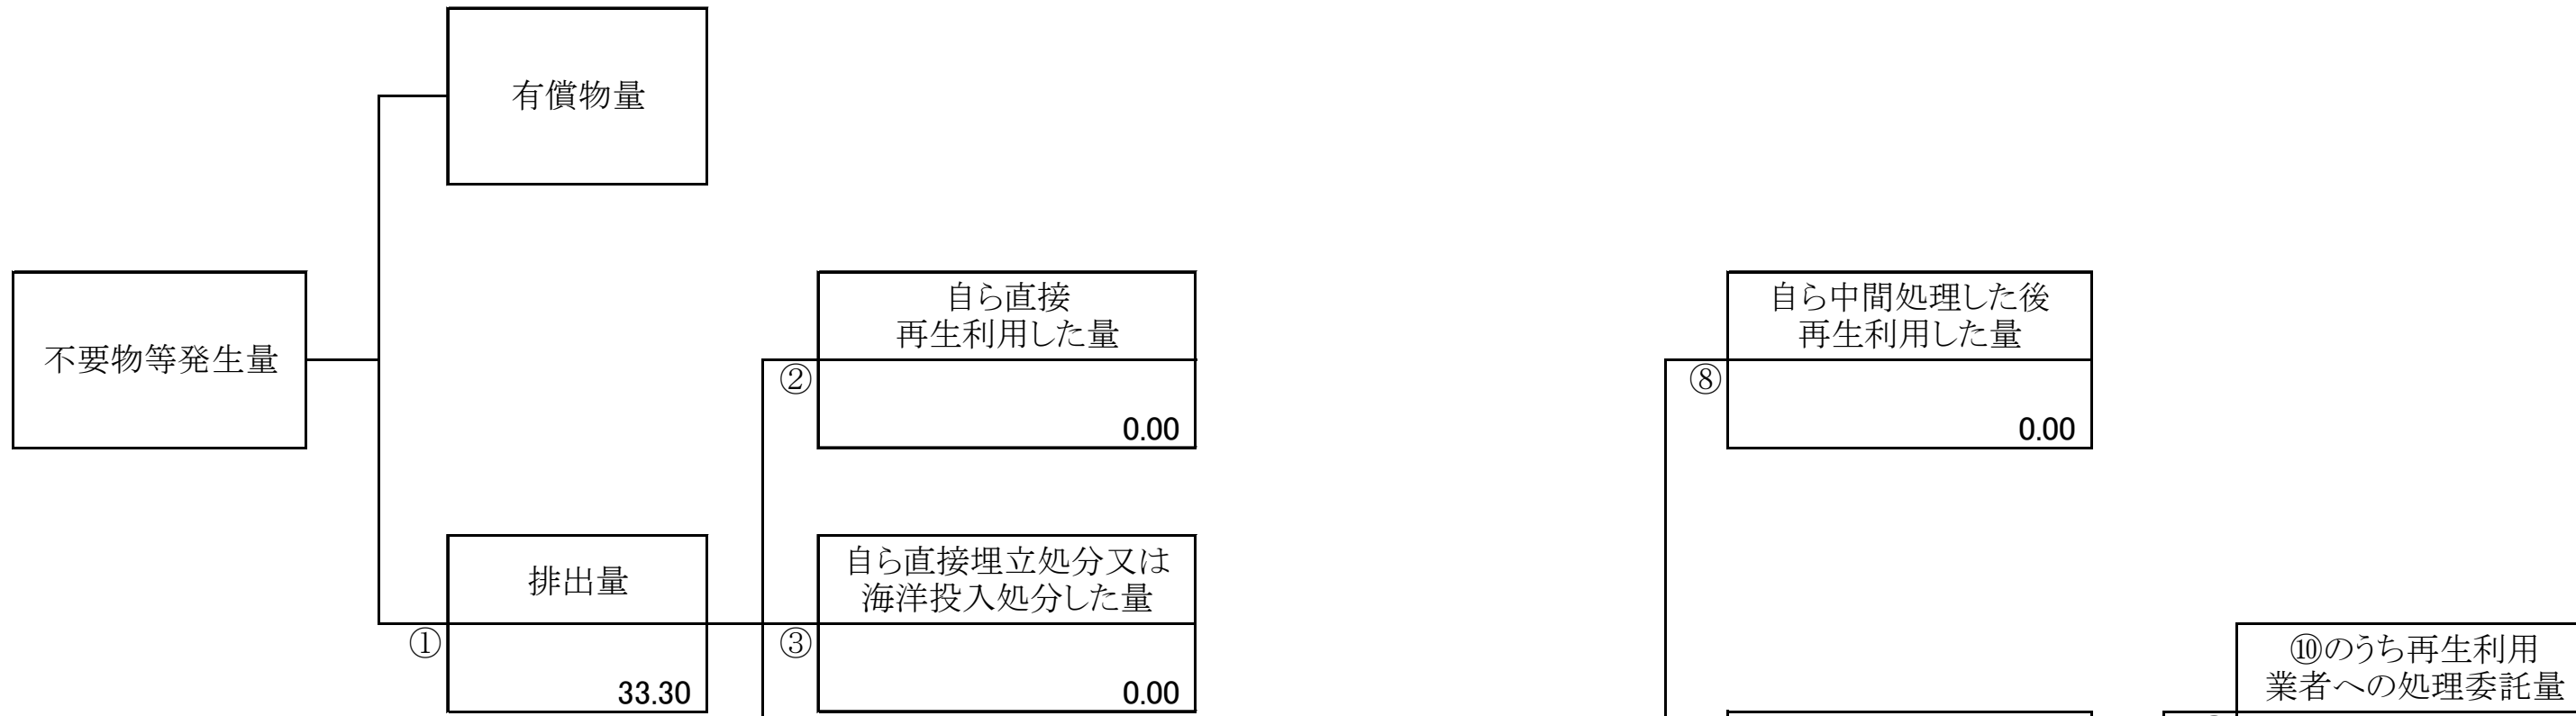 有償物量
不要物等発生量
自ら直接
再生利用した量
②
0.00
自ら中間処理した後
再生利用した量
⑧
0.00
排出量
①
33.30
自ら直接埋立処分又は
海洋投入処分した量
③
0.00
⑩のうち再生利用
業者への処理委託量